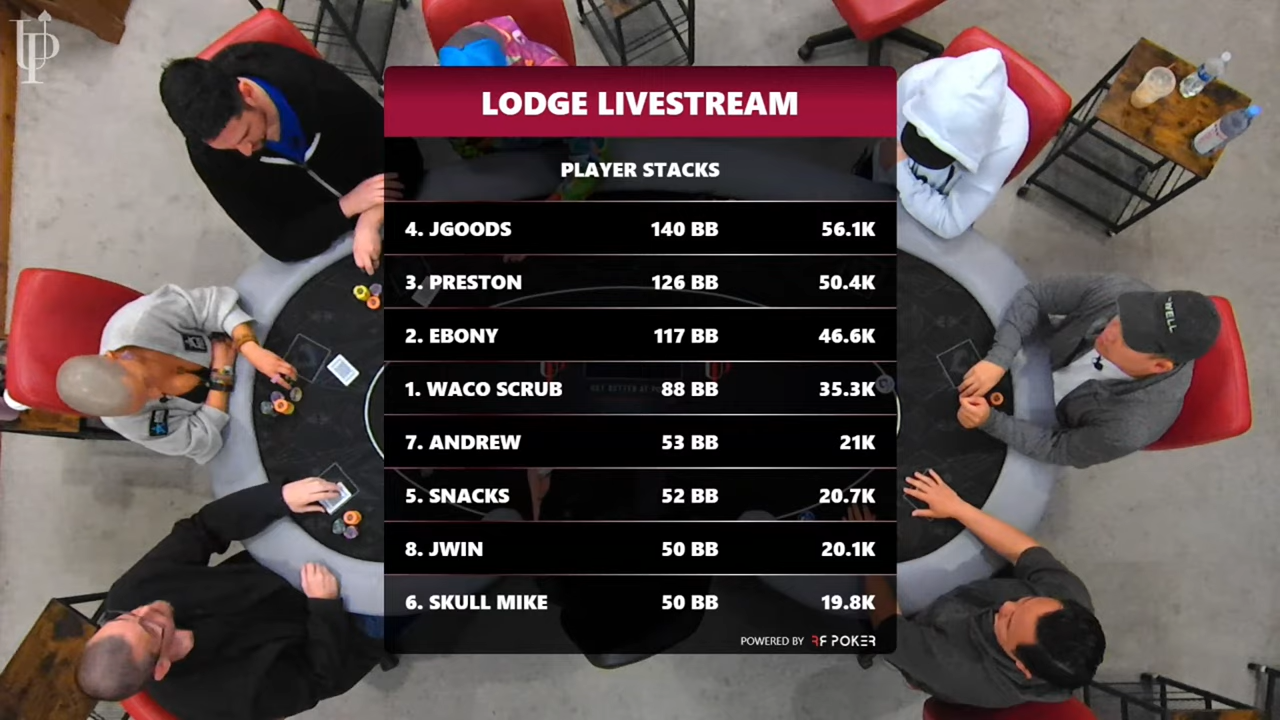 UP
LODGE LIVESTREAM
PLAYER STACKS
4. JGOODS 140 BB 56.1K
3. PRESTON 126 BB 50.4K
2. EBONY 117 BB 46.6K
1. WACO SCRUB 88 BB 35.3K
7. ANDREW 53 BB 21K
5. SNACKS 52 BB 20.7K
8. JWIN 50 BB 20.1K
6. SKULL MIKE 50 BB 19.8K
POWERED BY RF POKER